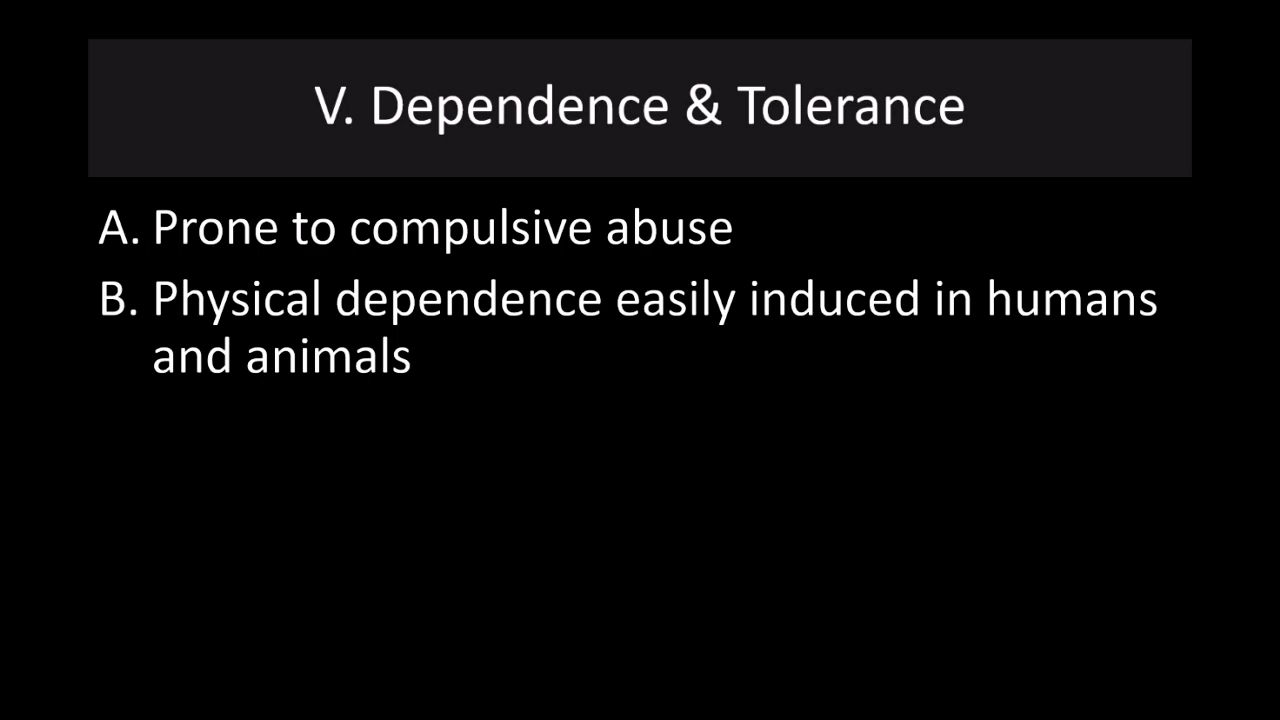 V. Dependence & Tolerance
A. Prone to compulsive abuse
B. Physical dependence easily induced in humans
and animals